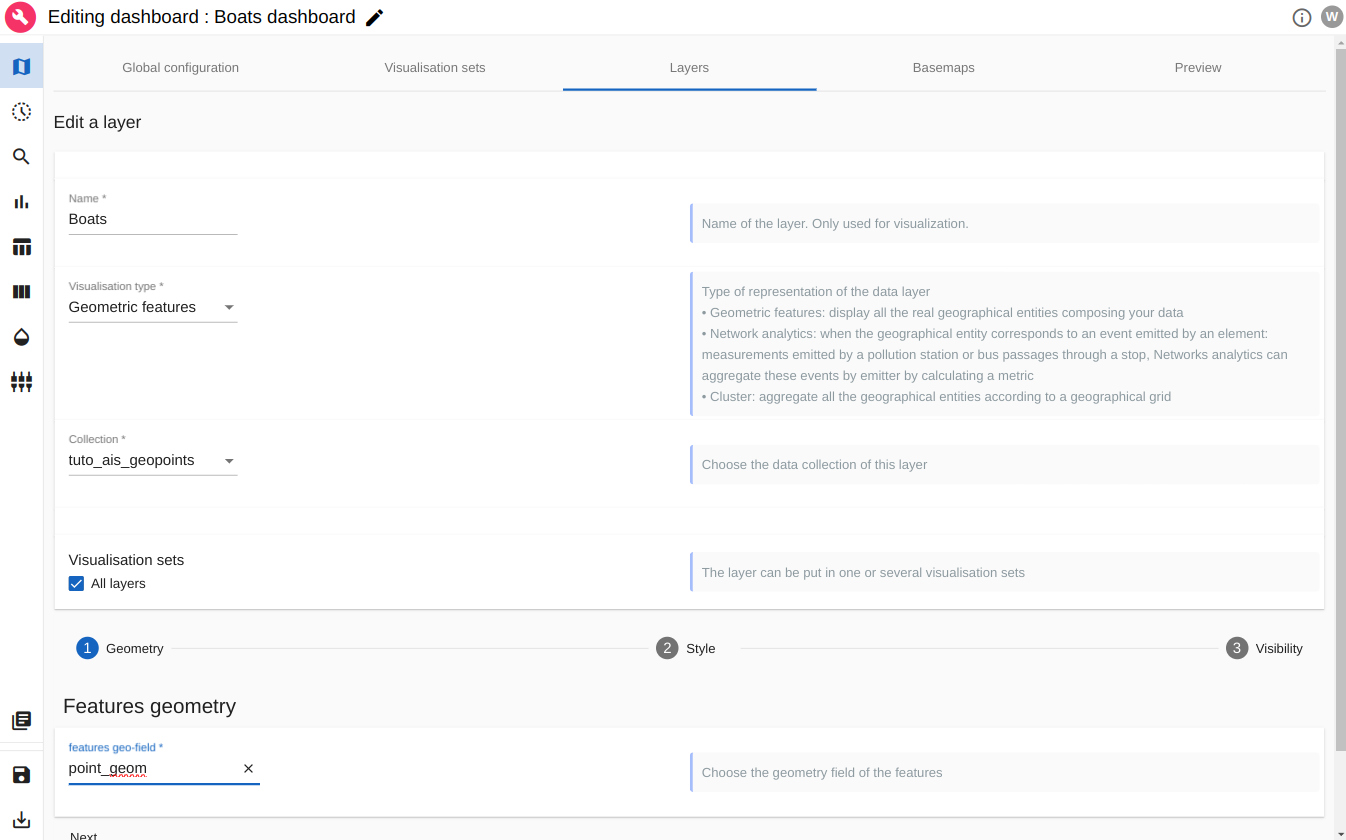 Editing dashboard : Boats dashboard
W
Global configuration
Visualisation sets
Layers
Basemaps
Preview
Edit a layer
Name *
Boats
Name of the layer. Only used for visualization.
Visualisation type *
Geometric features
Type of representation of the data layer
• Geometric features: display all the real geographical entities composing your data
• Network analytics: when the geographical entity corresponds to an event emitted by an element:
measurements emitted by a pollution station or bus passages through a stop, Networks analytics can
aggregate these events by emitter by calculating a metric
• Cluster: aggregate all the geographical entities according to a geographical grid
Collection *
tuto_ais_geopoints
Choose the data collection of this layer
Visualisation sets
All layers
The layer can be put in one or several visualisation sets
1 Geometry
2 Style
3 Visibility
Features geometry
features geo-field *
point_geom
Choose the geometry field of the features
Next